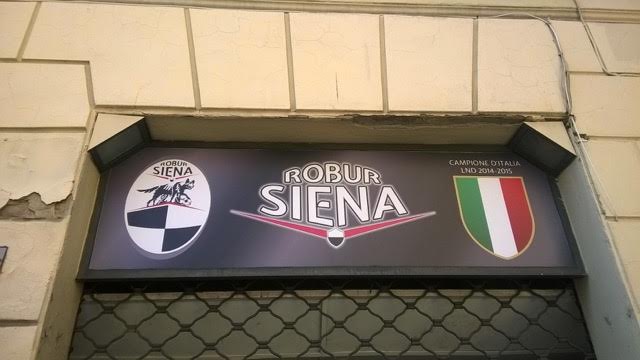 ROBUR
SIENA
ROBUR
SIENA
CAMPIONE D'ITALIA
LND 2014-2015